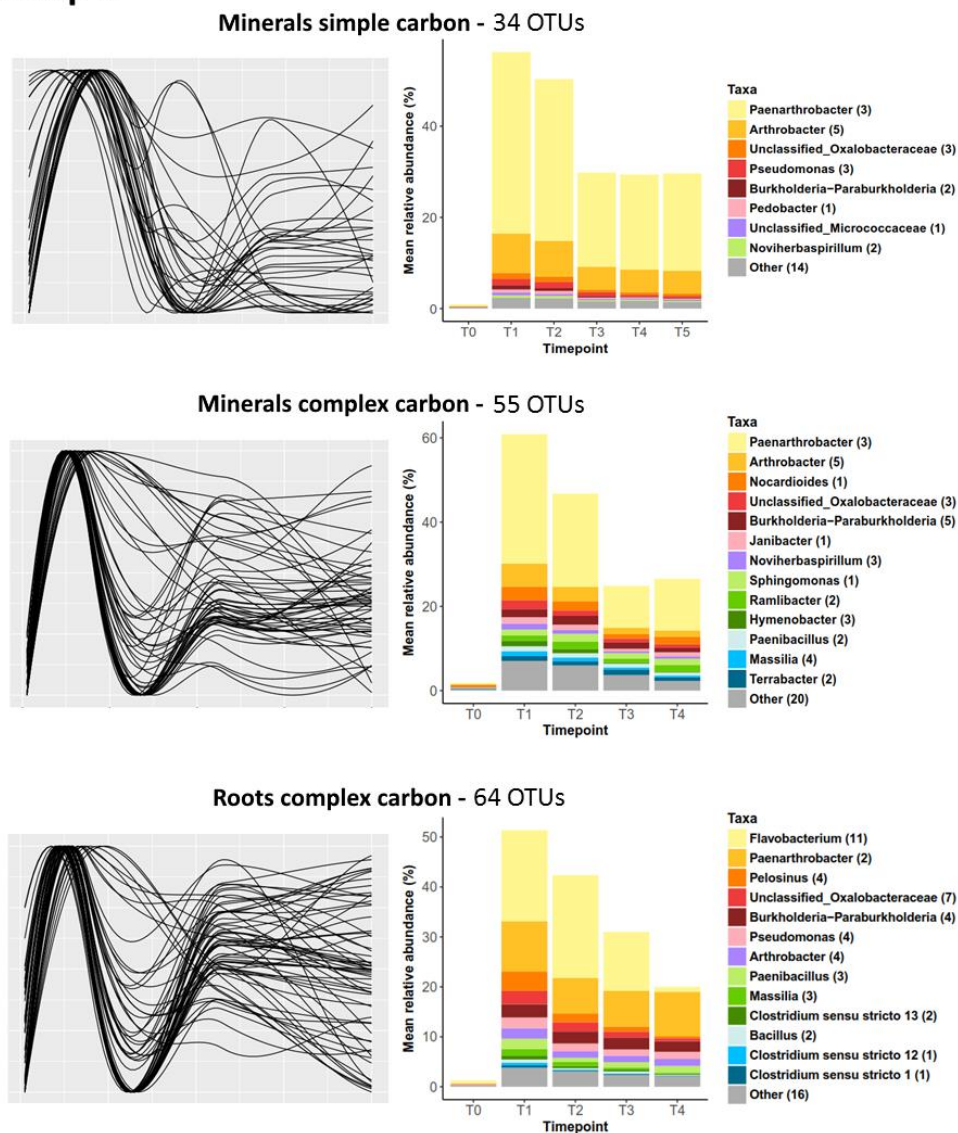 Minerals simple carbon - 34 OTUs
Mean relative abundance (%)
40
20
0
T0 T1 T2 T3 T4 T5
Timepoint
Taxa
Paenarthrobacter (3)
Arthrobacter (5)
Unclassified_Oxalobacteraceae (3)
Pseudomonas (3)
Burkholderia-Paraburkholderia (2)
Pedobacter (1)
Unclassified_Micrococcaceae (1)
Noviherbaspirillum (2)
Other (14)
Minerals complex carbon - 55 OTUs
Mean relative abundance (%)
60
40
20
0
T0 T1 T2 T3 T4
Timepoint
Taxa
Paenarthrobacter (3)
Arthrobacter (5)
Nocardioides (1)
Unclassified_Oxalobacteraceae (3)
Burkholderia-Paraburkholderia (5)
Janibacter (1)
Noviherbaspirillum (3)
Sphingomonas (1)
Ramlibacter (2)
Hymenobacter (3)
Paenibacillus (2)
Massilia (4)
Terrabacter (2)
Other (20)
Roots complex carbon - 64 OTUs
Mean relative abundance (%)
50
40
30
20
10
0
T0 T1 T2 T3 T4
Timepoint
Taxa
Flavobacterium (11)
Paenarthrobacter (2)
Pelosinus (4)
Unclassified_Oxalobacteraceae (7)
Burkholderia-Paraburkholderia (4)
Pseudomonas (4)
Arthrobacter (4)
Paenibacillus (3)
Massilia (3)
Clostridium sensu stricto 13 (2)
Bacillus (2)
Clostridium sensu stricto 12 (1)
Clostridium sensu stricto 1 (1)
Other (16)